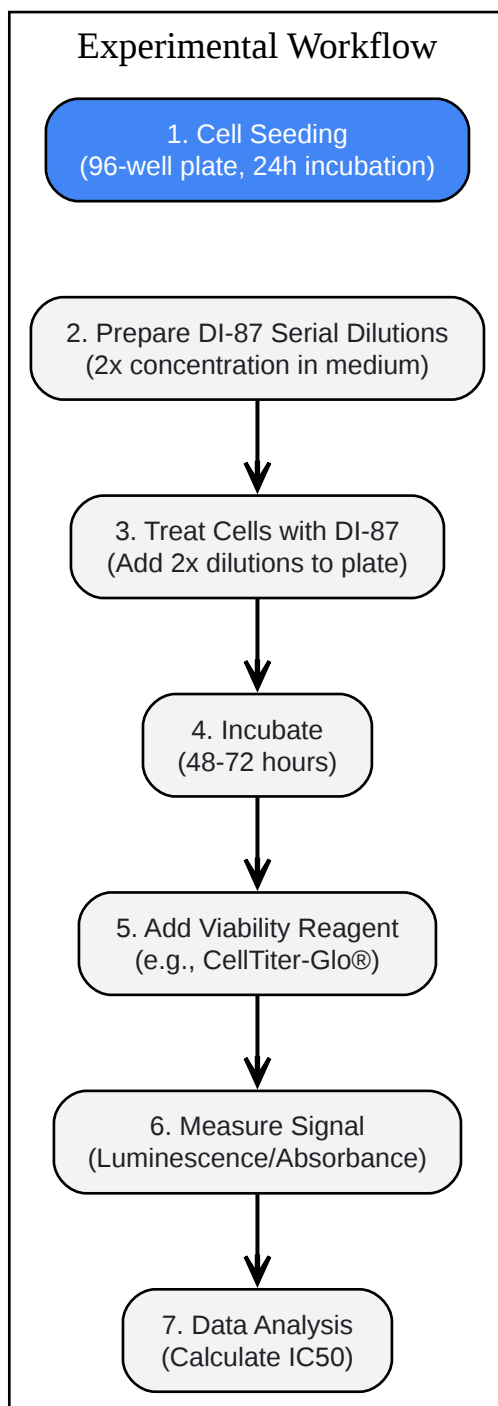 Experimental Workflow
1. Cell Seeding
(96-well plate, 24h incubation)
2. Prepare DI-87 Serial Dilutions
(2x concentration in medium)
3. Treat Cells with DI-87
(Add 2x dilutions to plate)
4. Incubate
(48-72 hours)
5. Add Viability Reagent
(e.g., CellTiter-Glo®)
6. Measure Signal
(Luminescence/Absorbance)
7. Data Analysis
(Calculate IC50)